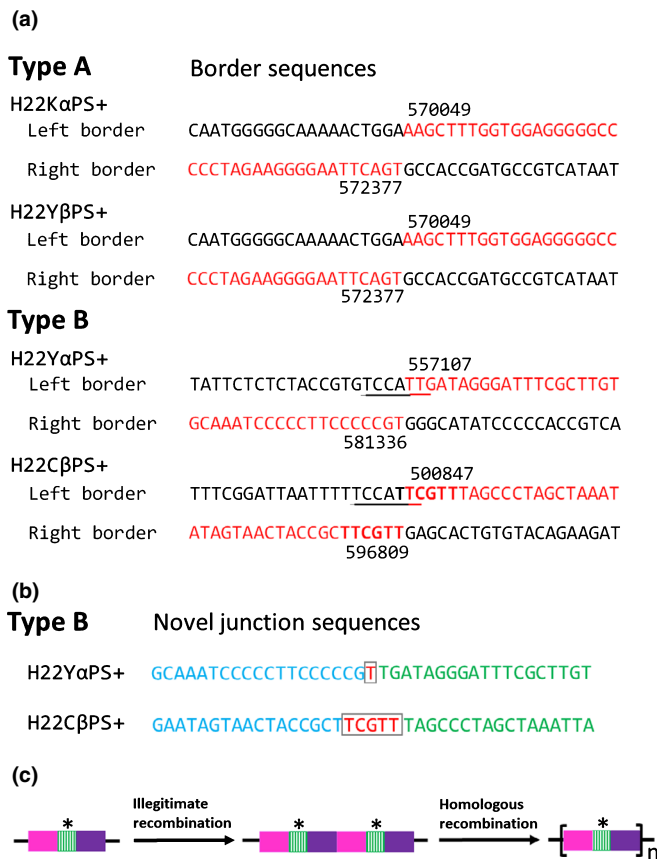 (a)
Type A Border sequences
H22KαPS+
570049
Left border CAATGGGGGCAAAAACTGGAAAGCTTTGGTGGAGGGGGCC
Right border CCCTAGAAGGGGAATTCAGTGCCACCGATGCCGTCATAAT
572377
H22YβPS+
570049
Left border CAATGGGGGCAAAAACTGGAAAGCTTTGGTGGAGGGGGCC
Right border CCCTAGAAGGGGAATTCAGTGCCACCGATGCCGTCATAAT
572377
Type B
H22YαPS+
557107
Left border TATTCTCTCTACCGTGTCCATTGATAGGGATTTCGCTTGT
Right border GCAAATCCCCCTTCCCCCGTGGGCATATCCCCCACCGTCA
581336
H22CβPS+
500847
Left border TTTCGGATTAATTTTTCCATTCGTTTAGCCCTAGCTAAAT
Right border ATAGTAACTACCGCTTCGTTGAGCACTGTGTACAGAAGAT
596809
(b)
Type B Novel junction sequences
H22YαPS+ GCAAATCCCCCTTCCCCCGTTGATAGGGATTTCGCTTGT
H22CβPS+ GAATAGTAACTACCGCTTCGTTTAGCCCTAGCTAAATTA
(c)
* Illegitimate recombination * * Homologous recombination * n